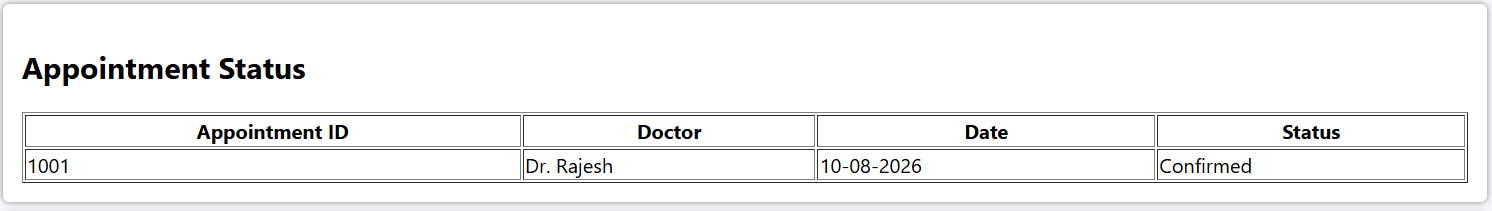 Appointment Status
Appointment ID Doctor Date Status
1001 Dr. Rajesh 10-08-2026 Confirmed